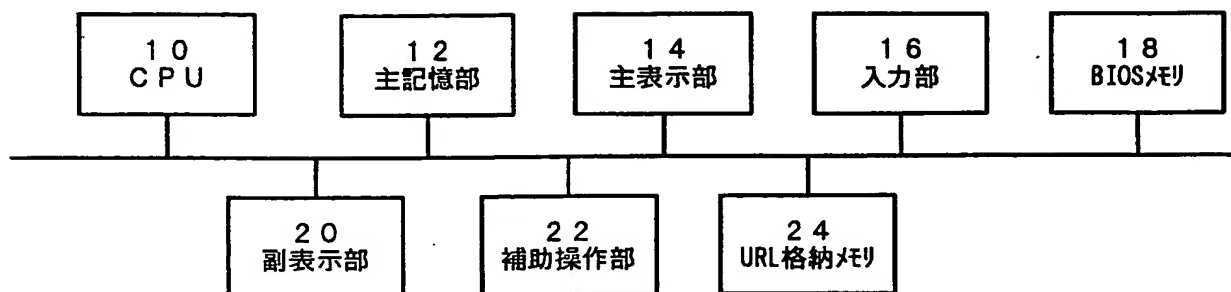 １０
ＣＰＵ
１２
主記憶部
１４
主表示部
１６
入力部
１８
BIOSﾒﾓﾘ
２０
副表示部
２２
補助操作部
２４
URL格納ﾒﾓﾘ